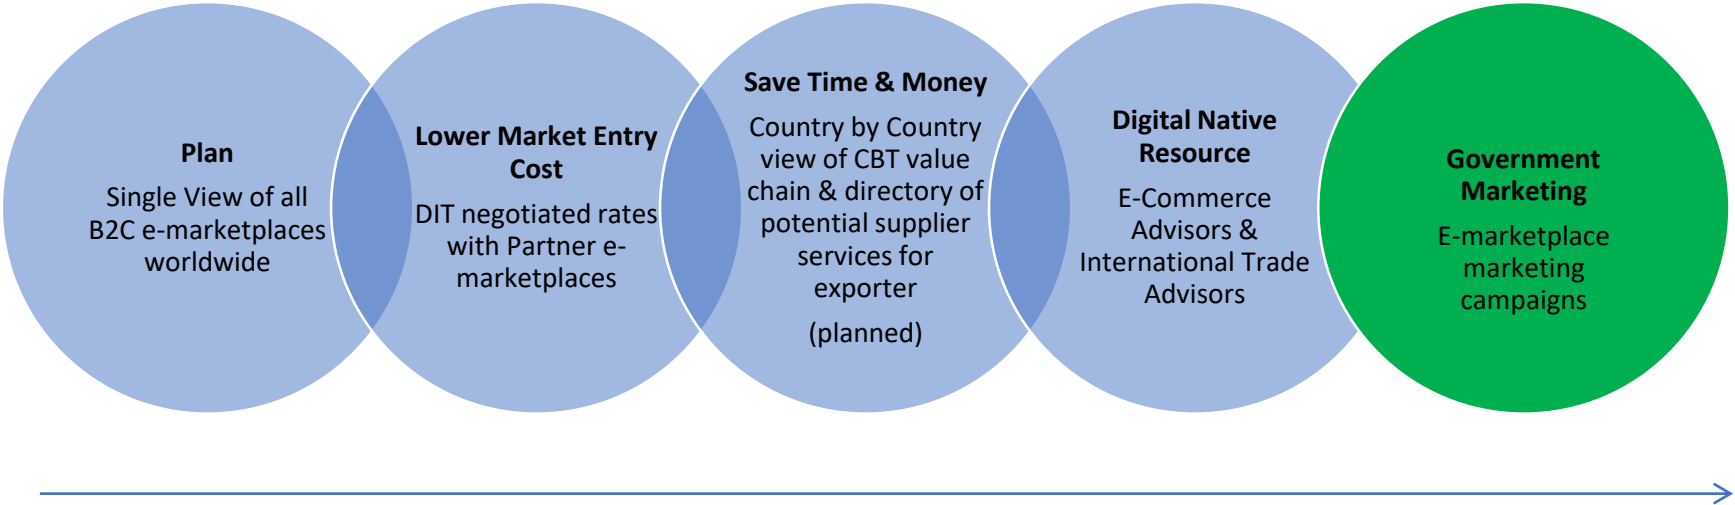 Plan
Single View of all
B2C e-marketplaces
worldwide
Lower Market Entry
Cost
DIT negotiated rates
with Partner e-
marketplaces
Save Time & Money
Country by Country
view of CBT value
chain & directory of
potential supplier
services for
exporter
(planned)
Digital Native
Resource
E-Commerce
Advisors &
International Trade
Advisors
Government
Marketing
E-marketplace
marketing
campaigns